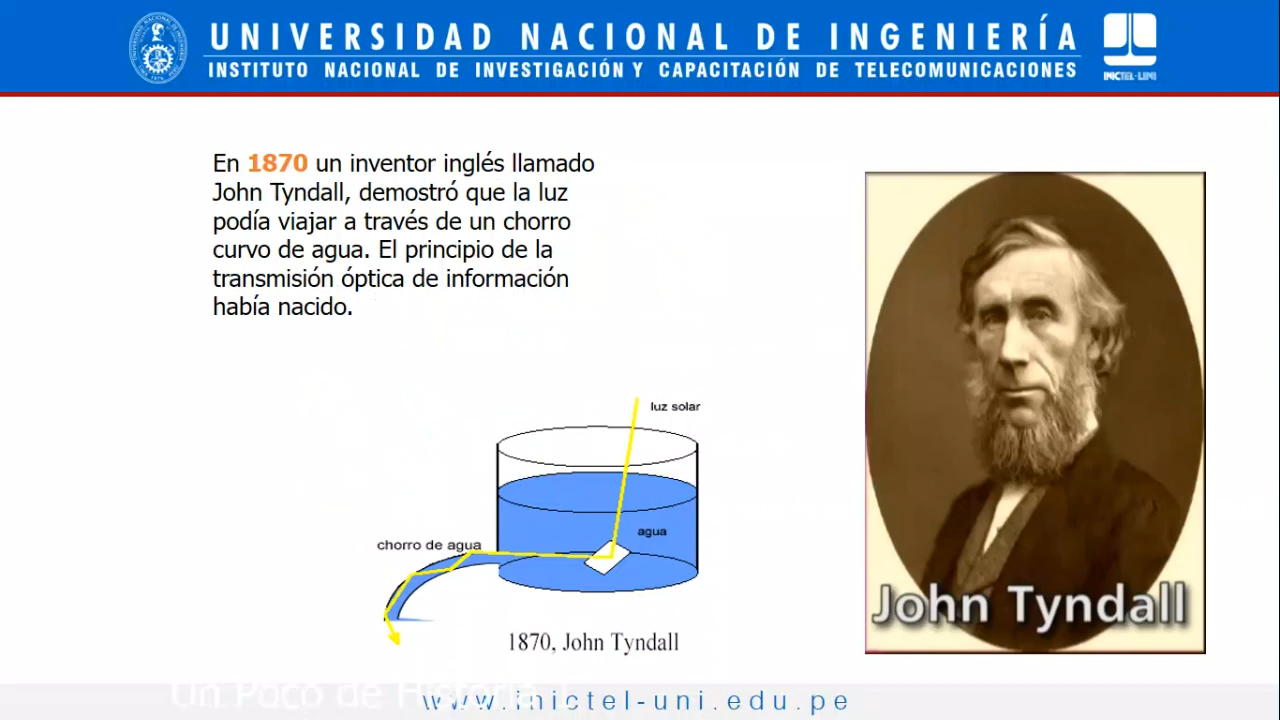 UNIVERSIDAD NACIONAL DE INGENIERÍA
INSTITUTO NACIONAL DE INVESTIGACIÓN Y CAPACITACIÓN DE TELECOMUNICACIONES
INICTEL-UNI
En 1870 un inventor inglés llamado
John Tyndall, demostró que la luz
podía viajar a través de un chorro
curvo de agua. El principio de la
transmisión óptica de información
había nacido.
luz solar
agua
chorro de agua
1870, John Tyndall
John Tyndall
Un Poco de Historia
www.inictel-uni.edu.pe